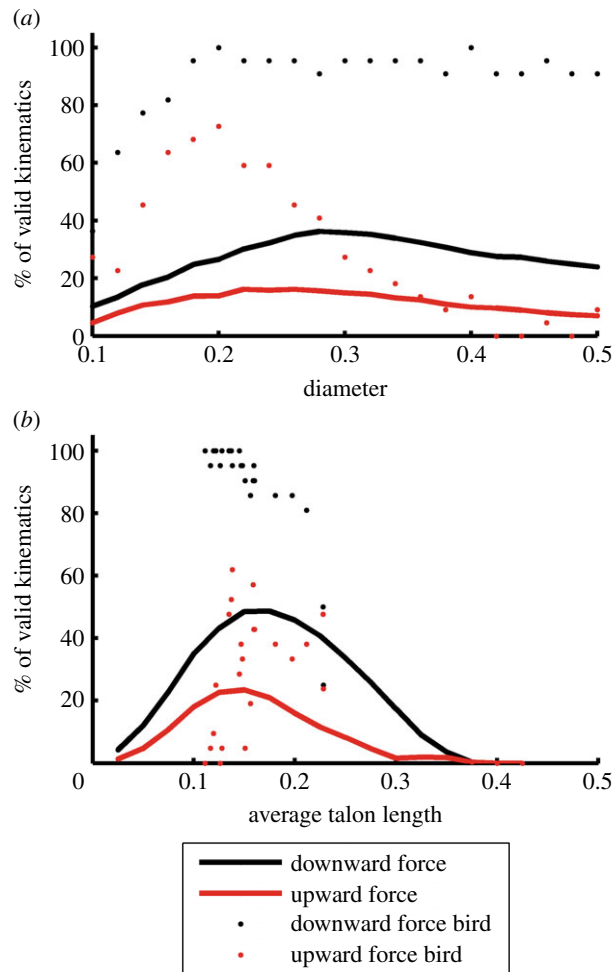 (a)
100
80
60
40
20
0
% of valid kinematics
0.1 0.2 0.3 0.4 0.5
diameter
(b)
100
80
60
40
20
% of valid kinematics
0 0.1 0.2 0.3 0.4 0.5
average talon length
downward force
upward force
downward force bird
upward force bird